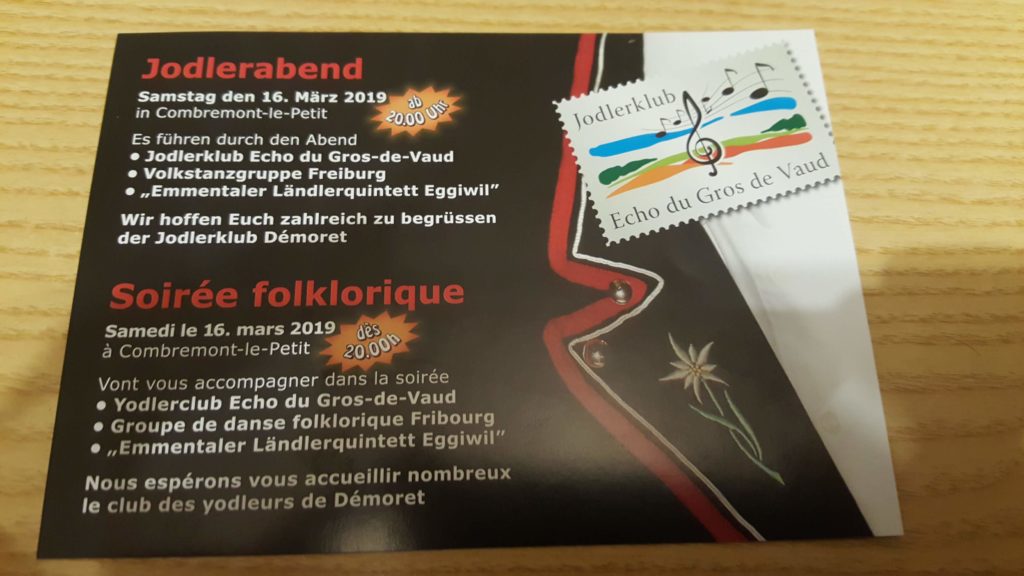 Jodlerabend
Samstag den 16. März 2019
in Combremont-le-Petit
ab
20.00 Uhr
Es führen durch den Abend
• Jodlerklub Echo du Gros-de-Vaud
• Volkstanzgruppe Freiburg
• „Emmentaler Ländlerquintett Eggiwil”
Wir hoffen Euch zahlreich zu begrüssen
der Jodlerklub Démoret
Soirée folklorique
Samedi le 16. mars 2019
à Combremont-le-Petit
dès
20.00h
Vont vous accompagner dans la soirée
• Yodlerclub Echo du Gros-de-Vaud
• Groupe de danse folklorique Fribourg
• „Emmentaler Ländlerquintett Eggiwil”
Nous espérons vous accueillir nombreux
le club des yodleurs de Démoret
Jodlerklub
Echo du Gros de Vaud